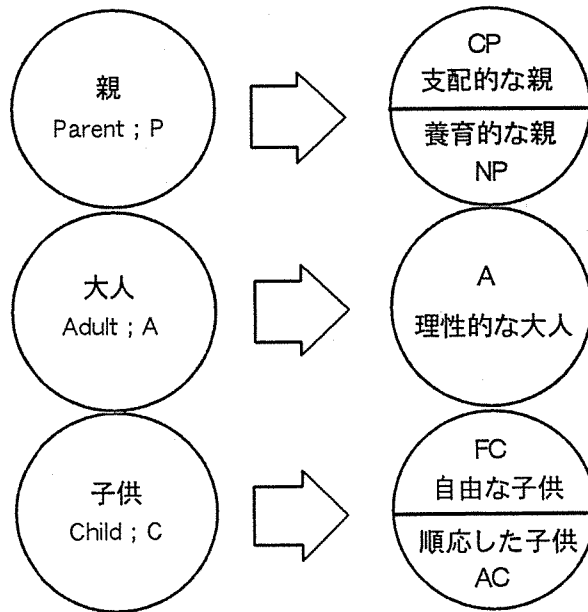 親
Parent ; P
CP
支配的な親
養育的な親
NP
大人
Adult ; A
A
理性的な大人
子供
Child ; C
FC
自由な子供
順応した子供
AC